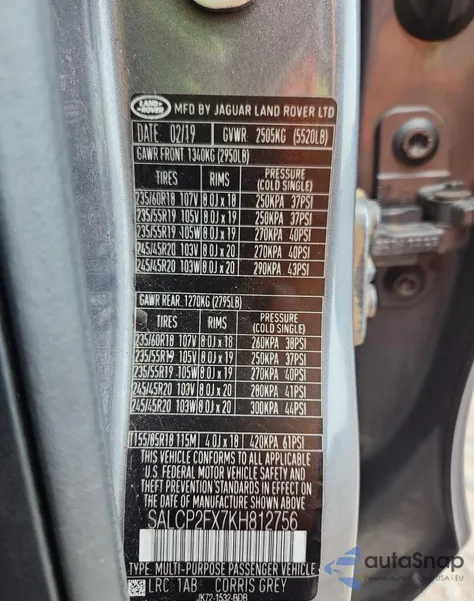 LAND ROVER MFD BY JAGUAR LAND ROVER LTD
DATE 02/19 GVWR 2505KG (5520LB)
GAWR FRONT 1340KG (2950LB)
TIRES RIMS PRESSURE (COLD SINGLE)
235/60R18 107V 8.0J x 18 250KPA 37PSI
235/55R19 105V 8.0J x 19 250KPA 37PSI
235/55R19 105W 8.0J x 19 270KPA 40PSI
245/45R20 103V 8.0J x 20 270KPA 40PSI
245/45R20 103W 8.0J x 20 290KPA 43PSI
GAWR REAR 1270KG (2795LB)
TIRES RIMS PRESSURE (COLD SINGLE)
235/60R18 107V 8.0J x 18 260KPA 38PSI
235/55R19 105V 8.0J x 19 250KPA 37PSI
235/55R19 105W 8.0J x 19 270KPA 40PSI
245/45R20 103V 8.0J x 20 280KPA 41PSI
245/45R20 103W 8.0J x 20 300KPA 44PSI
T155/85R18 115M 4.0J x 18 420KPA 61PSI
THIS VEHICLE CONFORMS TO ALL APPLICABLE
U.S. FEDERAL MOTOR VEHICLE SAFETY AND
THEFT PREVENTION STANDARDS IN EFFECT ON
THE DATE OF MANUFACTURE SHOWN ABOVE.
SALCP2FX7KH812756
TYPE: MULTI-PURPOSE PASSENGER VEHICLE
LRC: 1AB CORRIS GREY
JK72-1532-BDB
autoSnap
Any Fuel, Any Issue